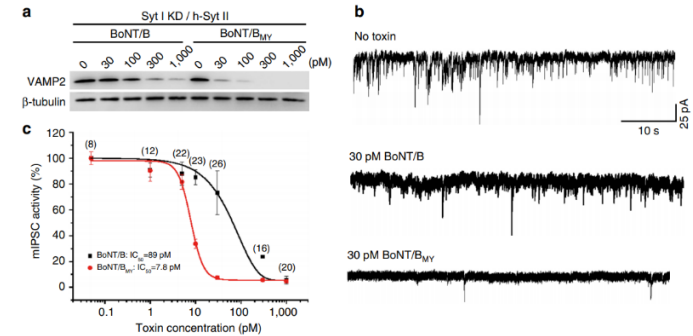 a
Syt I KD / h-Syt II
BoNT/B BoNT/BMY
0 30 100 300 1,000 0 30 100 300 1,000 (pM)
VAMP2
β-tubulin
b
No toxin
25 pA
10 s
30 pM BoNT/B
30 pM BoNT/BMY
c
mIPSC activity (%)
120
100
80
60
40
20
0
(8)
(12)
(22)
(23)
(26)
(16)
(20)
BoNT/B: IC50=89 pM
BoNT/BMY: IC50=7.8 pM
0.1 1 10 100 1,000
Toxin concentration (pM)